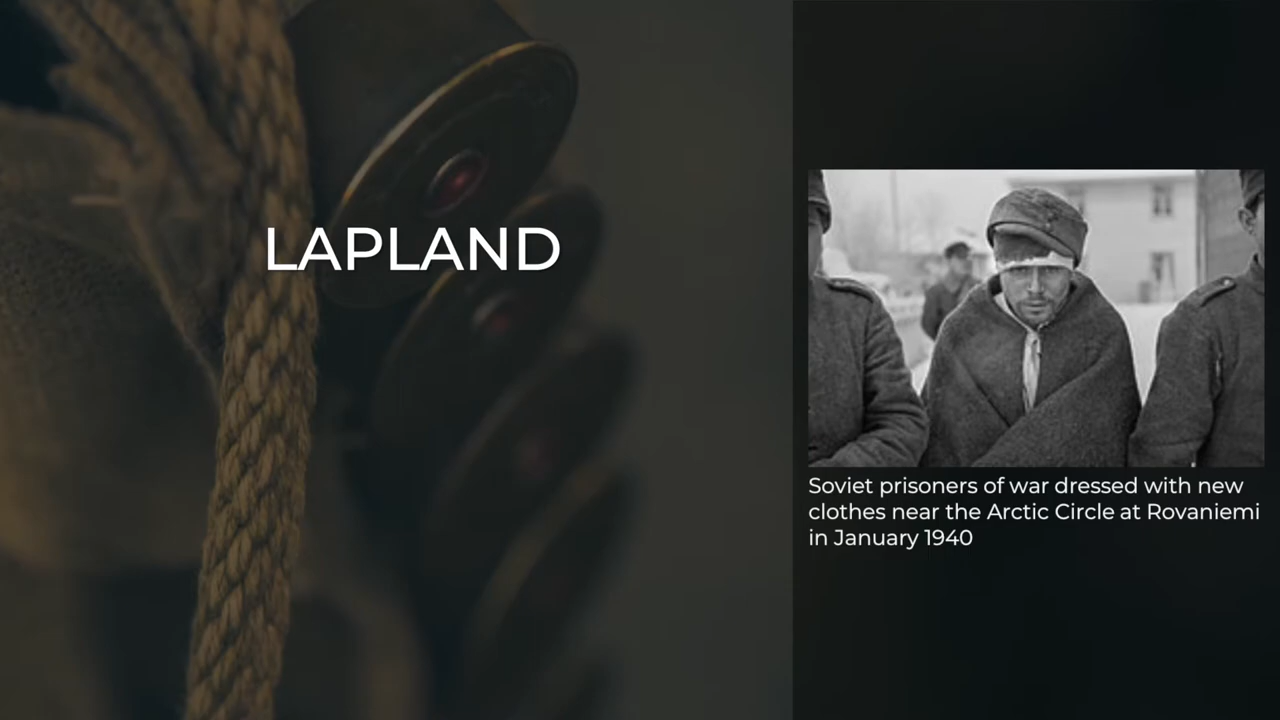 LAPLAND
Soviet prisoners of war dressed with new
clothes near the Arctic Circle at Rovaniemi
in January 1940